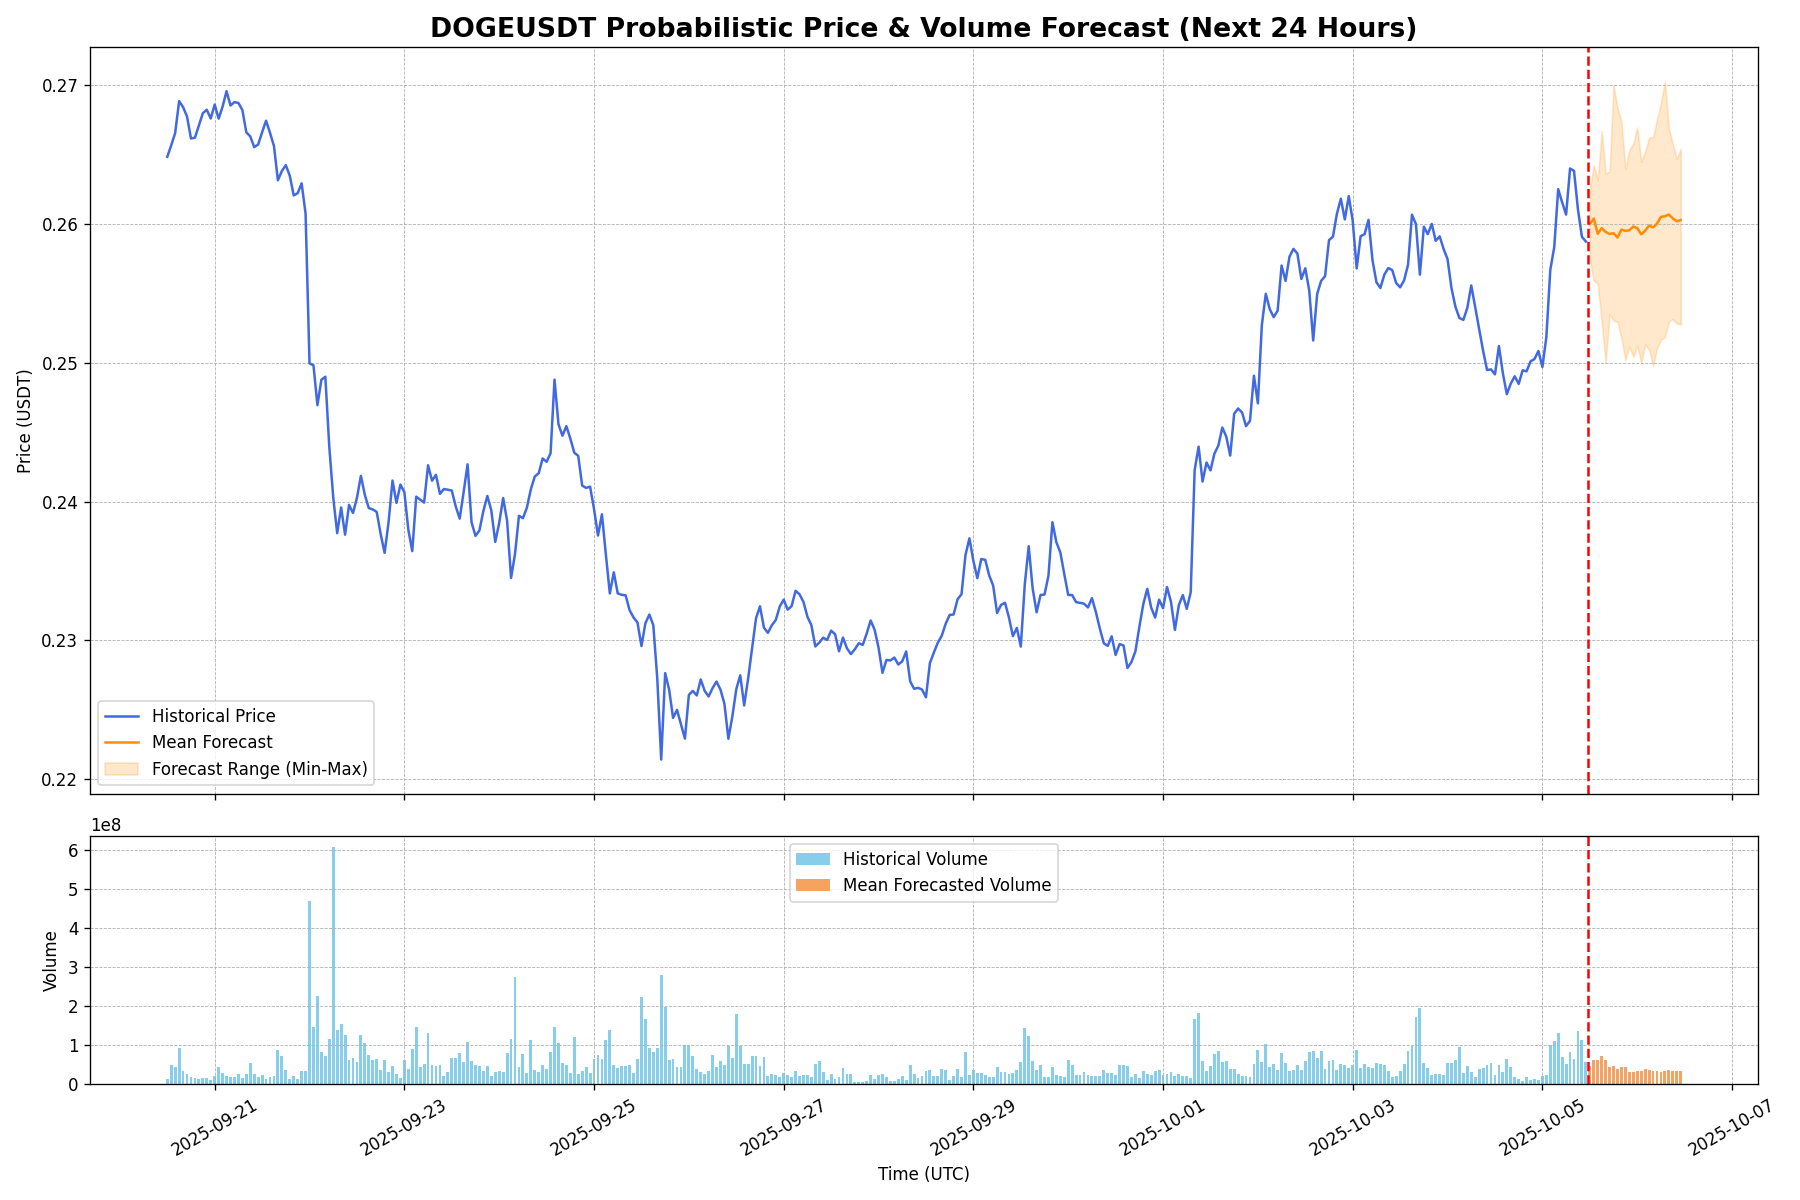 DOGEUSDT Probabilistic Price & Volume Forecast (Next 24 Hours)
0.27
0.26
0.25
0.24
0.23
0.22
Price (USDT)
Historical Price
Mean Forecast
Forecast Range (Min-Max)
1e8
6
5
4
3
2
1
0
Volume
Historical Volume
Mean Forecasted Volume
2025-09-21
2025-09-23
2025-09-25
2025-09-27
2025-09-29
2025-10-01
2025-10-03
2025-10-05
2025-10-07
Time (UTC)